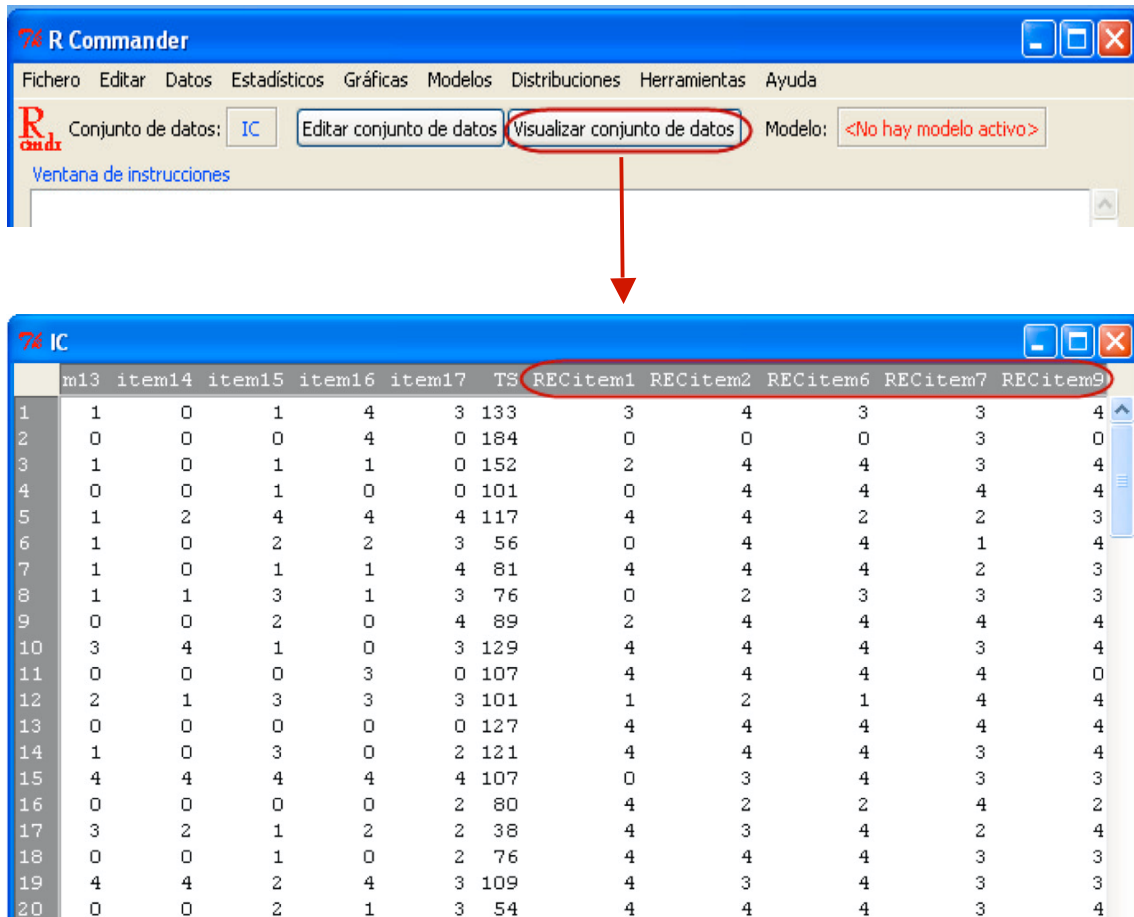 R Commander
Fichero Editar Datos Estadísticos Gráficas Modelos Distribuciones Herramientas Ayuda
R cmdr Conjunto de datos: IC Editar conjunto de datos Visualizar conjunto de datos Modelo: <No hay modelo activo>
Ventana de instrucciones
IC
m13 item14 item15 item16 item17 TS RECitem1 RECitem2 RECitem6 RECitem7 RECitem9
1 1 0 1 4 3 133 3 4 3 3 4
2 0 0 0 4 0 184 0 0 0 3 0
3 1 0 1 1 0 152 2 4 4 3 4
4 0 0 1 0 0 101 0 4 4 4 4
5 1 2 4 4 4 117 4 4 2 2 3
6 1 0 2 2 3 56 0 4 4 1 4
7 1 0 1 1 4 81 4 4 4 2 3
8 1 1 3 1 3 76 0 2 3 3 3
9 0 0 2 0 4 89 2 4 4 4 4
10 3 4 1 0 3 129 4 4 4 3 4
11 0 0 0 3 0 107 4 4 4 4 0
12 2 1 3 3 3 101 1 2 1 4 4
13 0 0 0 0 0 127 4 4 4 4 4
14 1 0 3 0 2 121 4 4 4 3 4
15 4 4 4 4 4 107 0 3 4 3 3
16 0 0 0 0 2 80 4 2 2 4 2
17 3 2 1 2 2 38 4 3 4 2 4
18 0 0 1 0 2 76 4 4 4 3 3
19 4 4 2 4 3 109 4 3 4 3 3
20 0 0 2 1 3 54 4 4 4 3 4